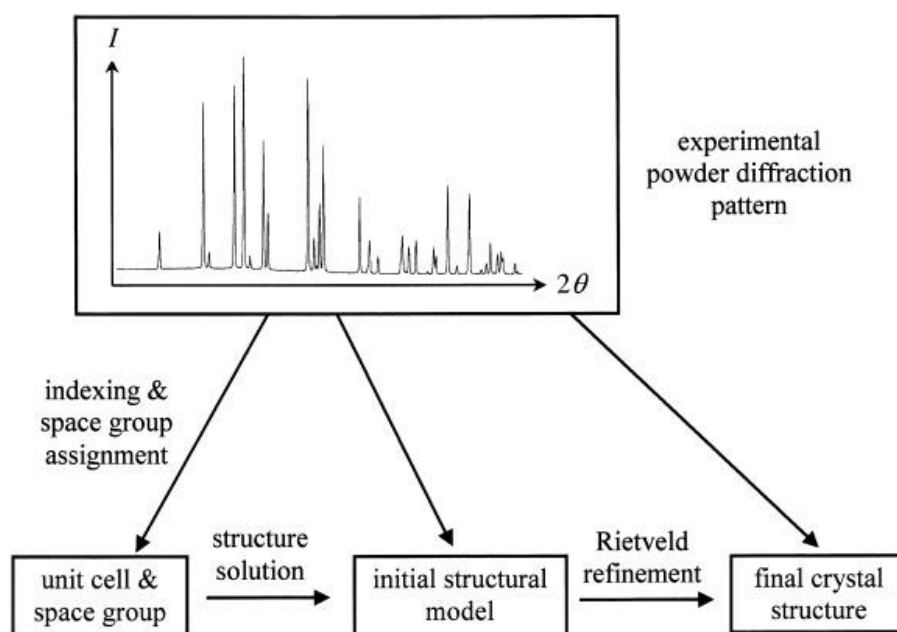 I
2θ
experimental
powder diffraction
pattern
indexing &
space group
assignment
structure
solution
Rietveld
refinement
unit cell &
space group
initial structural
model
final crystal
structure